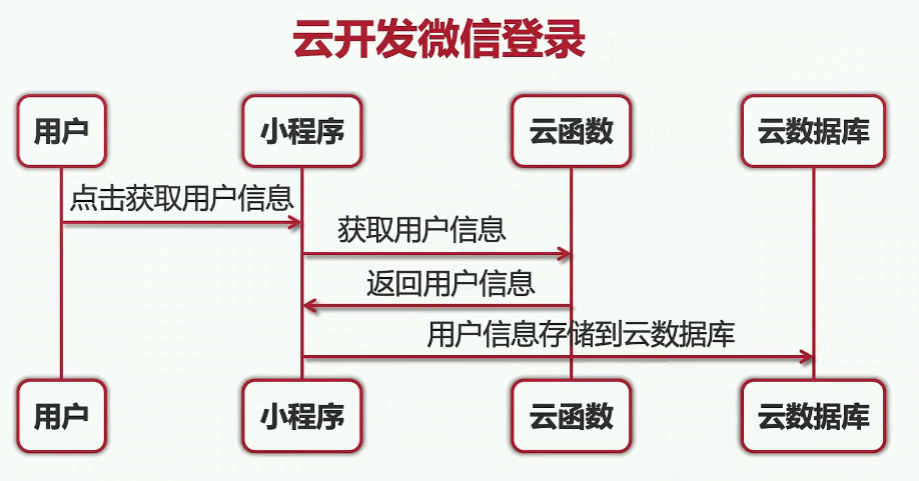 云开发微信登录
用户
小程序
云函数
云数据库
点击获取用户信息
获取用户信息
返回用户信息
用户信息存储到云数据库
用户
小程序
云函数
云数据库